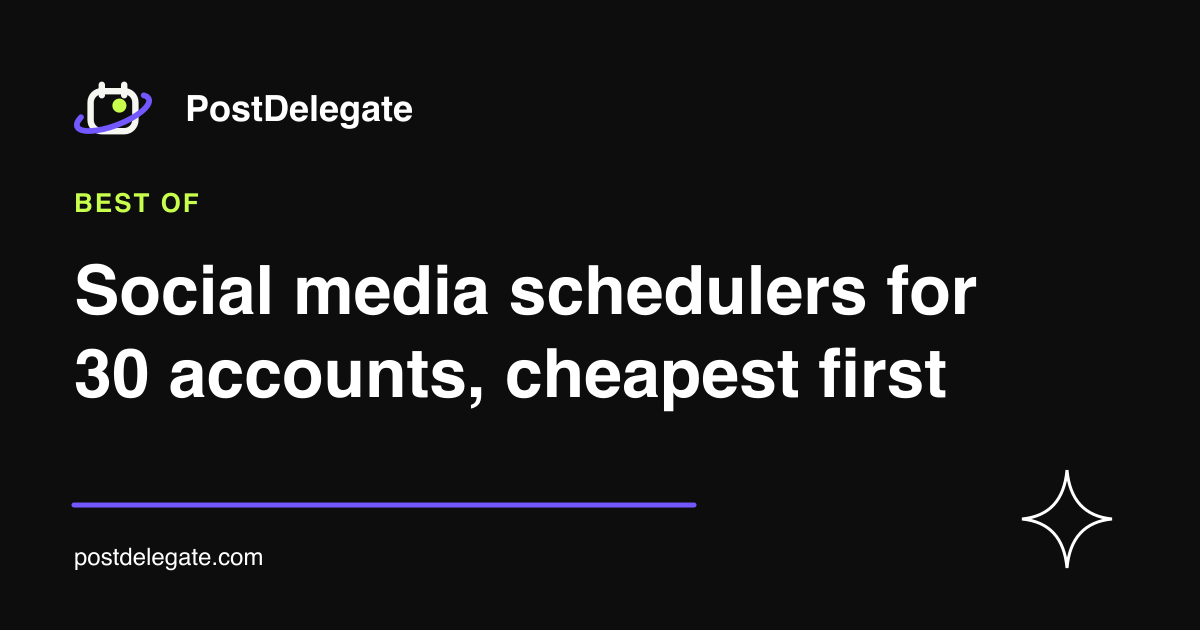 PostDelegate
BEST OF
Social media schedulers for
30 accounts, cheapest first
postdelegate.com